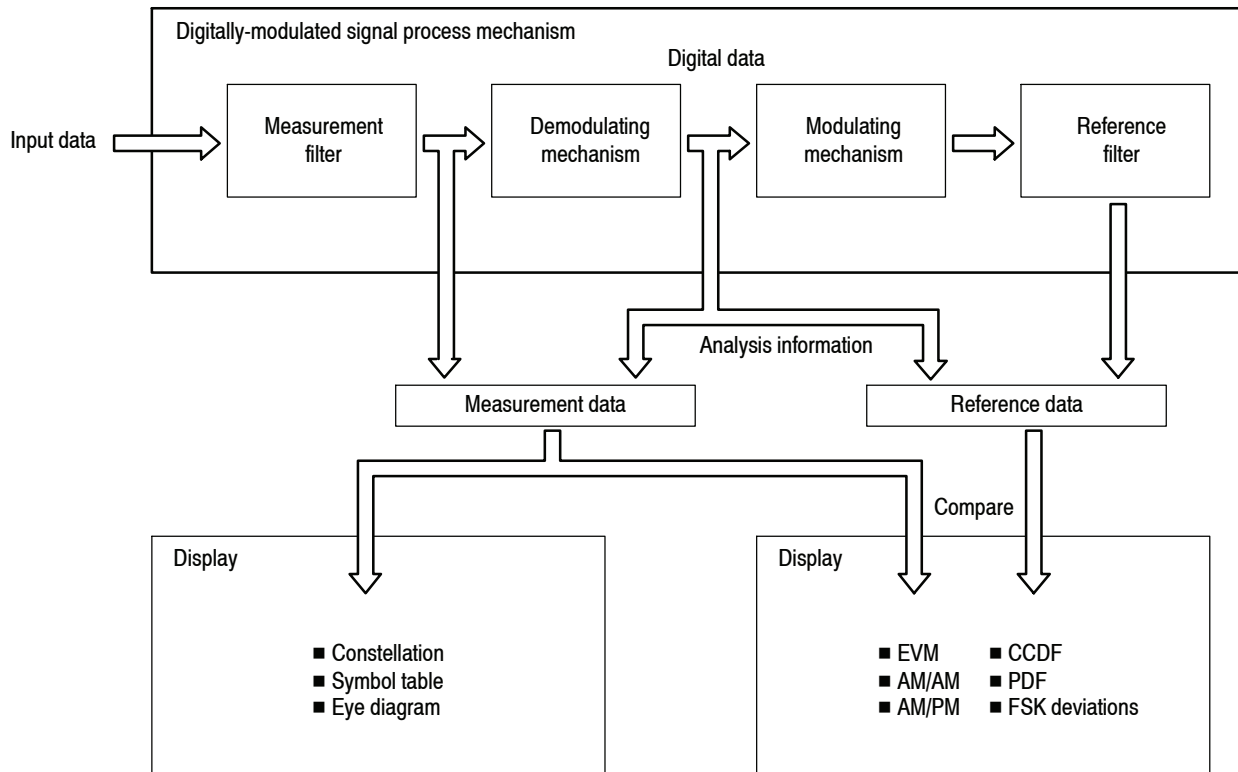 Digitally-modulated signal process mechanism
Digital data
Input data
Measurement
filter
Demodulating
mechanism
Modulating
mechanism
Reference
filter
Analysis information
Measurement data
Reference data
Compare
Display
■ Constellation
■ Symbol table
■ Eye diagram
Display
■ EVM
■ AM/AM
■ AM/PM
■ CCDF
■ PDF
■ FSK deviations